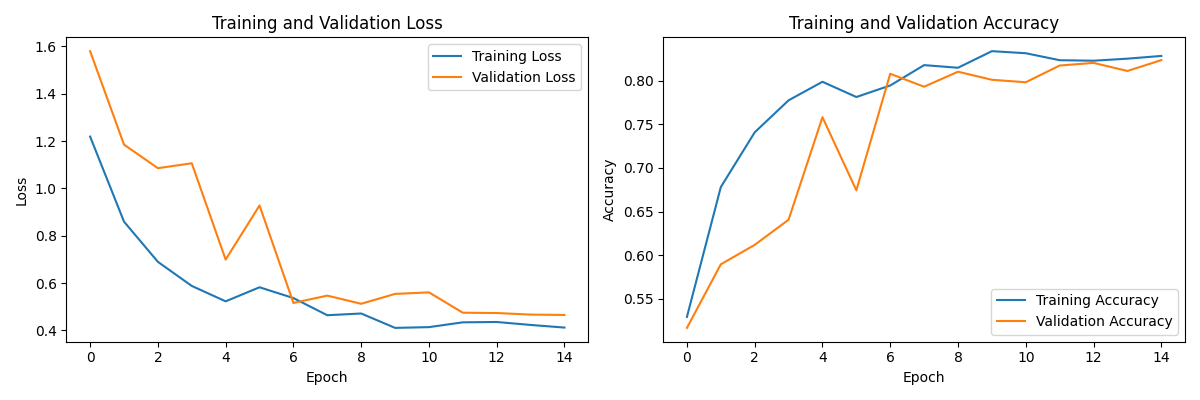 Training and Validation Loss
Training Loss
Validation Loss
1.6
1.4
1.2
1.0
0.8
0.6
0.4
Loss
0 2 4 6 8 10 12 14
Epoch
Training and Validation Accuracy
0.80
0.75
0.70
0.65
0.60
0.55
Accuracy
Training Accuracy
Validation Accuracy
0 2 4 6 8 10 12 14
Epoch